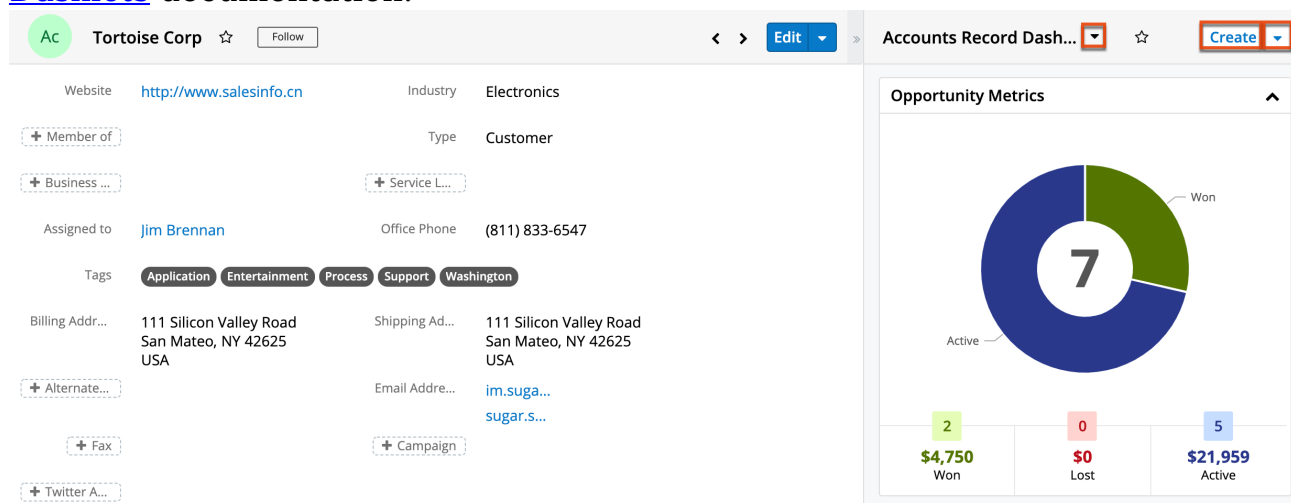 Ac Tortoise Corp Follow Edit
Website http://www.salesinfo.cn Industry Electronics
+ Member of Type Customer
+ Business ... + Service L...
Assigned to Jim Brennan Office Phone (811) 833-6547
Tags Application Entertainment Process Support Washington
Billing Addr... 111 Silicon Valley Road Shipping Ad... 111 Silicon Valley Road
San Mateo, NY 42625 San Mateo, NY 42625
USA USA
+ Alternate... Email Addre... im.suga...
sugar.s...
+ Fax + Campaign
+ Twitter A...
Accounts Record Dash... Create
Opportunity Metrics
Won
7
Active
2 0 5
$4,750 $0 $21,959
Won Lost Active